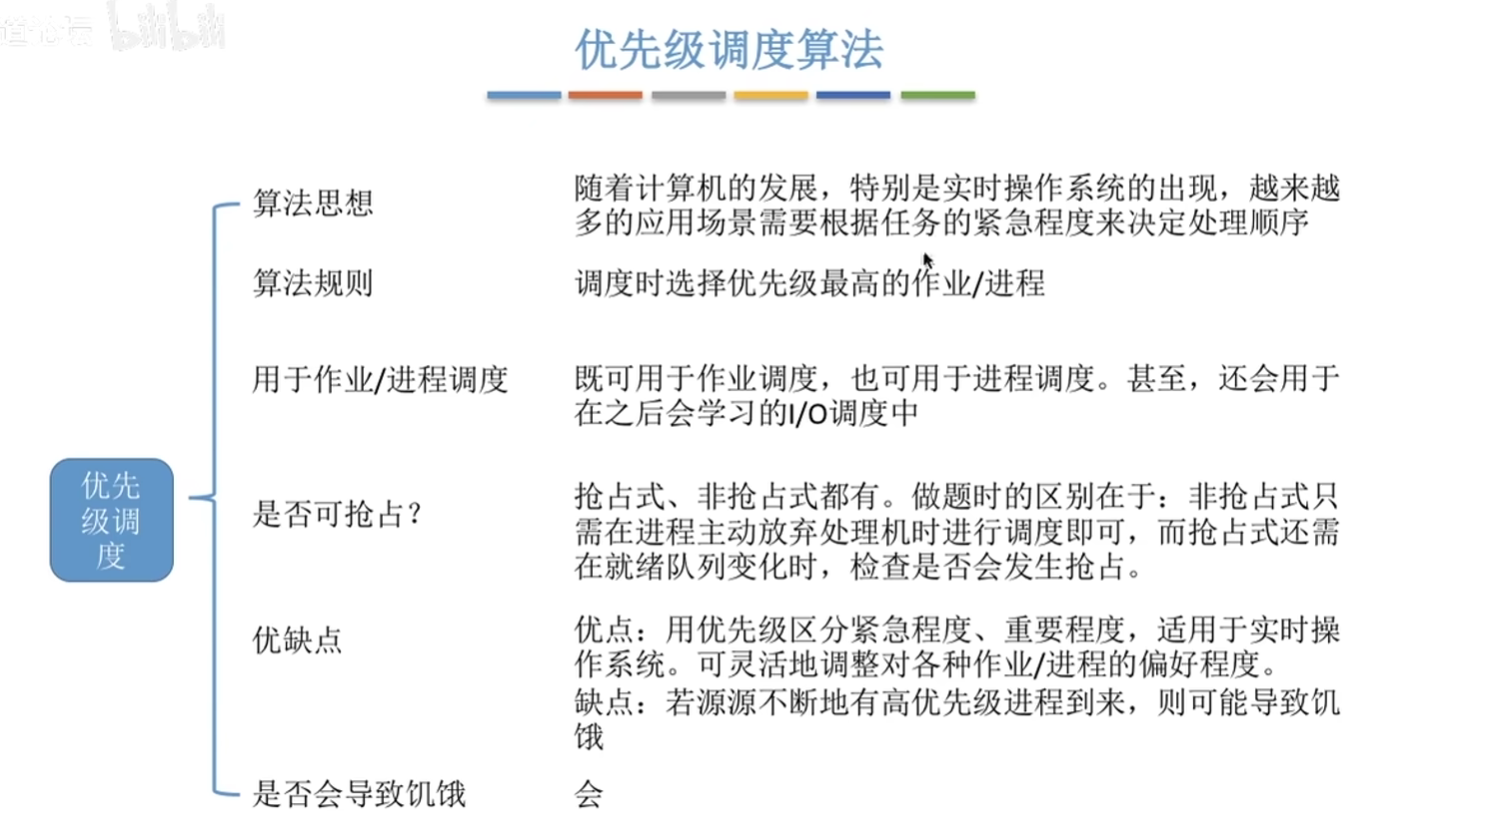 bilibili
优先级调度算法
算法思想
随着计算机的发展，特别是实时操作系统的出现，越来越
多的应用场景需要根据任务的紧急程度来决定处理顺序
算法规则
调度时选择优先级最高的作业/进程
用于作业/进程调度
既可用于作业调度，也可用于进程调度。甚至，还会用于
在之后会学习的I/O调度中
优先
级调
度
是否可抢占？
抢占式、非抢占式都有。做题时的区别在于：非抢占式只
需在进程主动放弃处理机时进行调度即可，而抢占式还需
在就绪队列变化时，检查是否会发生抢占。
优缺点
优点：用优先级区分紧急程度、重要程度，适用于实时操
作系统。可灵活地调整对各种作业/进程的偏好程度。
缺点：若源源不断地有高优先级进程到来，则可能导致饥
饿
是否会导致饥饿
会